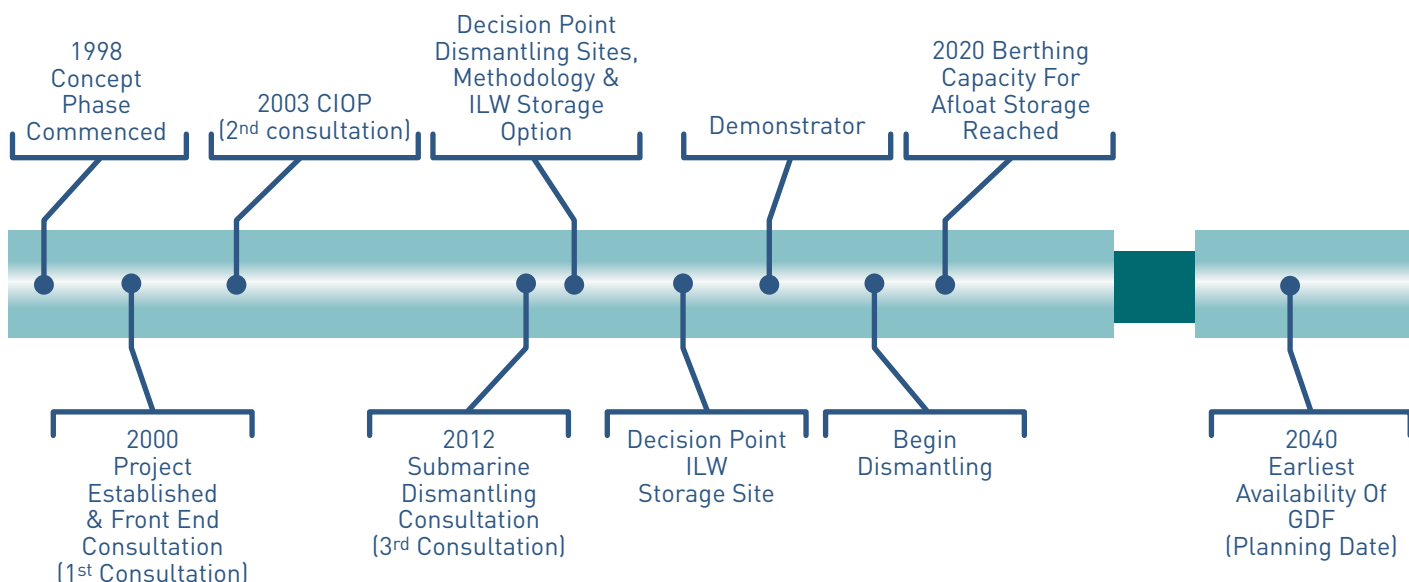 1998
Concept
Phase
Commenced
2003 CIOP
(2nd consultation)
Decision Point
Dismantling Sites,
Methodology &
ILW Storage
Option
Demonstrator
2020 Berthing
Capacity For
Afloat Storage
Reached
2000
Project
Established
& Front End
Consultation
(1st Consultation)
2012
Submarine
Dismantling
Consultation
(3rd Consultation)
Decision Point
ILW
Storage Site
Begin
Dismantling
2040
Earliest
Availability Of
GDF
(Planning Date)